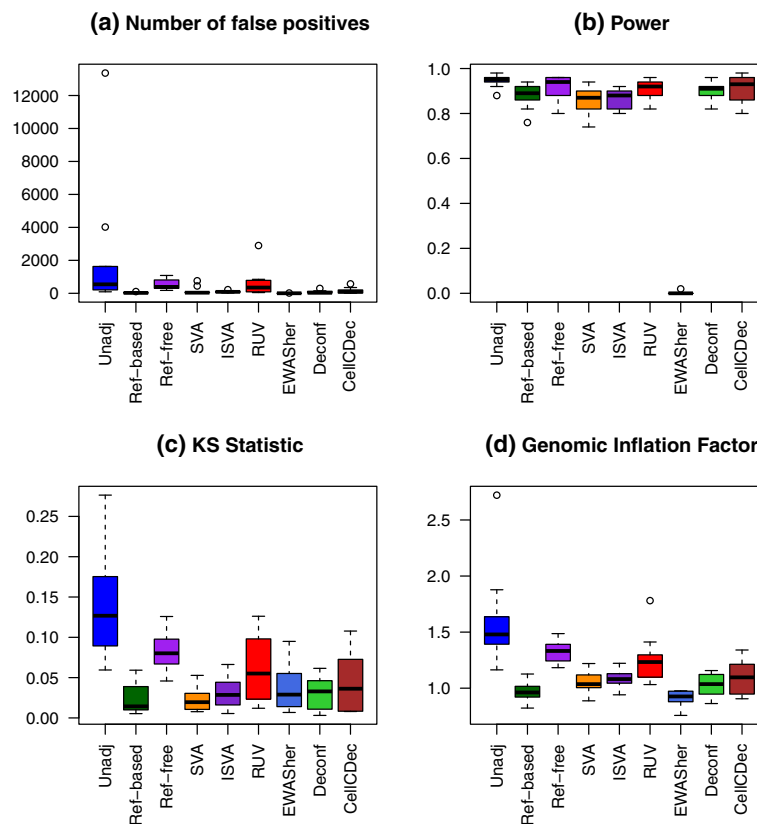 (a) Number of false positives
12000
10000
8000
6000
4000
2000
0
Unadj
Ref−based
Ref−free
SVA
ISVA
RUV
EWASher
Deconf
CellCDec
(b) Power
1.0
0.8
0.6
0.4
0.2
0.0
Unadj
Ref−based
Ref−free
SVA
ISVA
RUV
EWASher
Deconf
CellCDec
(c) KS Statistic
0.25
0.20
0.15
0.10
0.05
0.00
Unadj
Ref−based
Ref−free
SVA
ISVA
RUV
EWASher
Deconf
CellCDec
(d) Genomic Inflation Factor
2.5
2.0
1.5
1.0
Unadj
Ref−based
Ref−free
SVA
ISVA
RUV
EWASher
Deconf
CellCDec